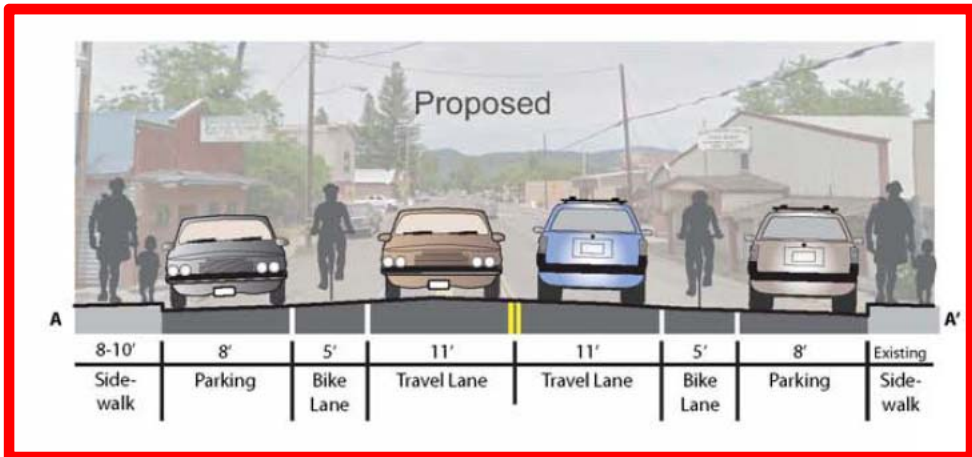 Proposed
A
A'
8-10' 8' 5' 11' 11' 5' 8' Existing
Side- Parking Bike Travel Lane Travel Lane Bike Parking Side-
walk Lane Lane walk